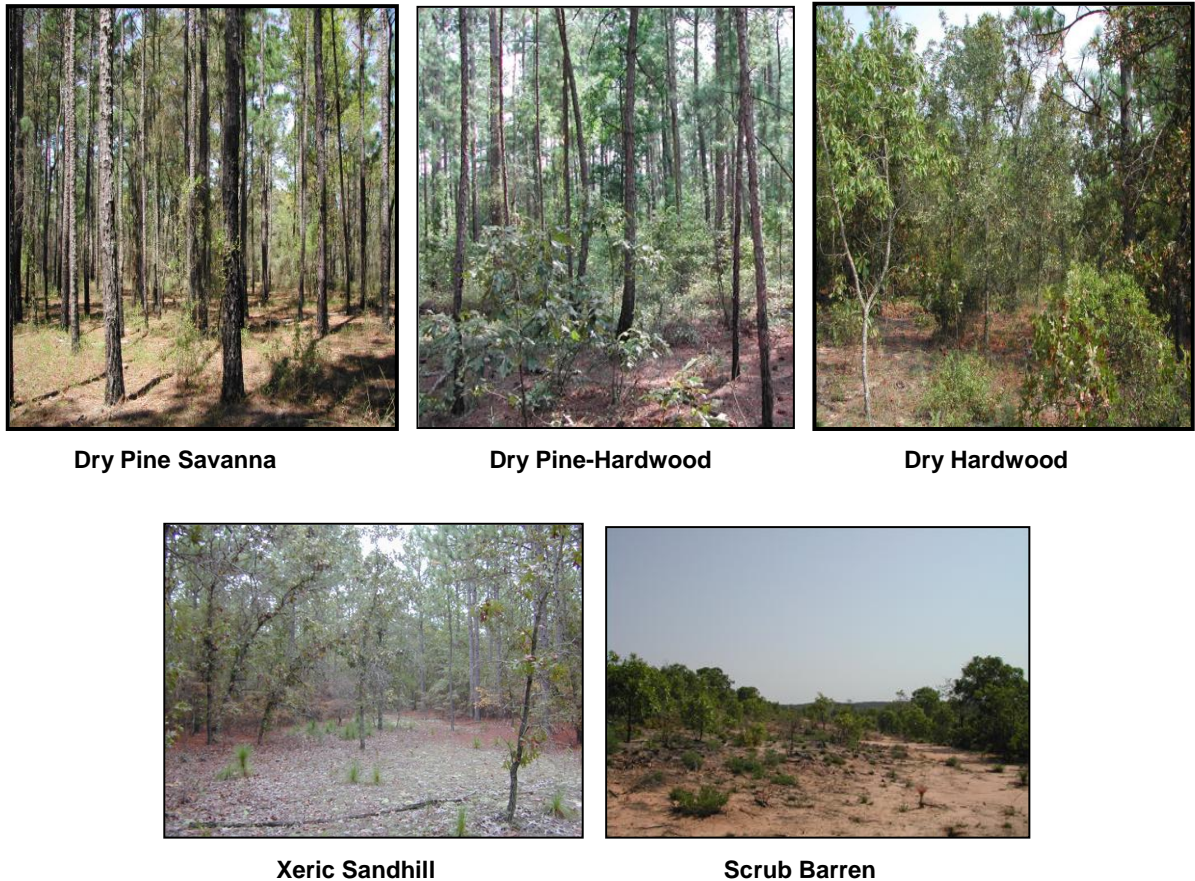 Dry Pine Savanna
Dry Pine-Hardwood
Dry Hardwood
Xeric Sandhill
Scrub Barren